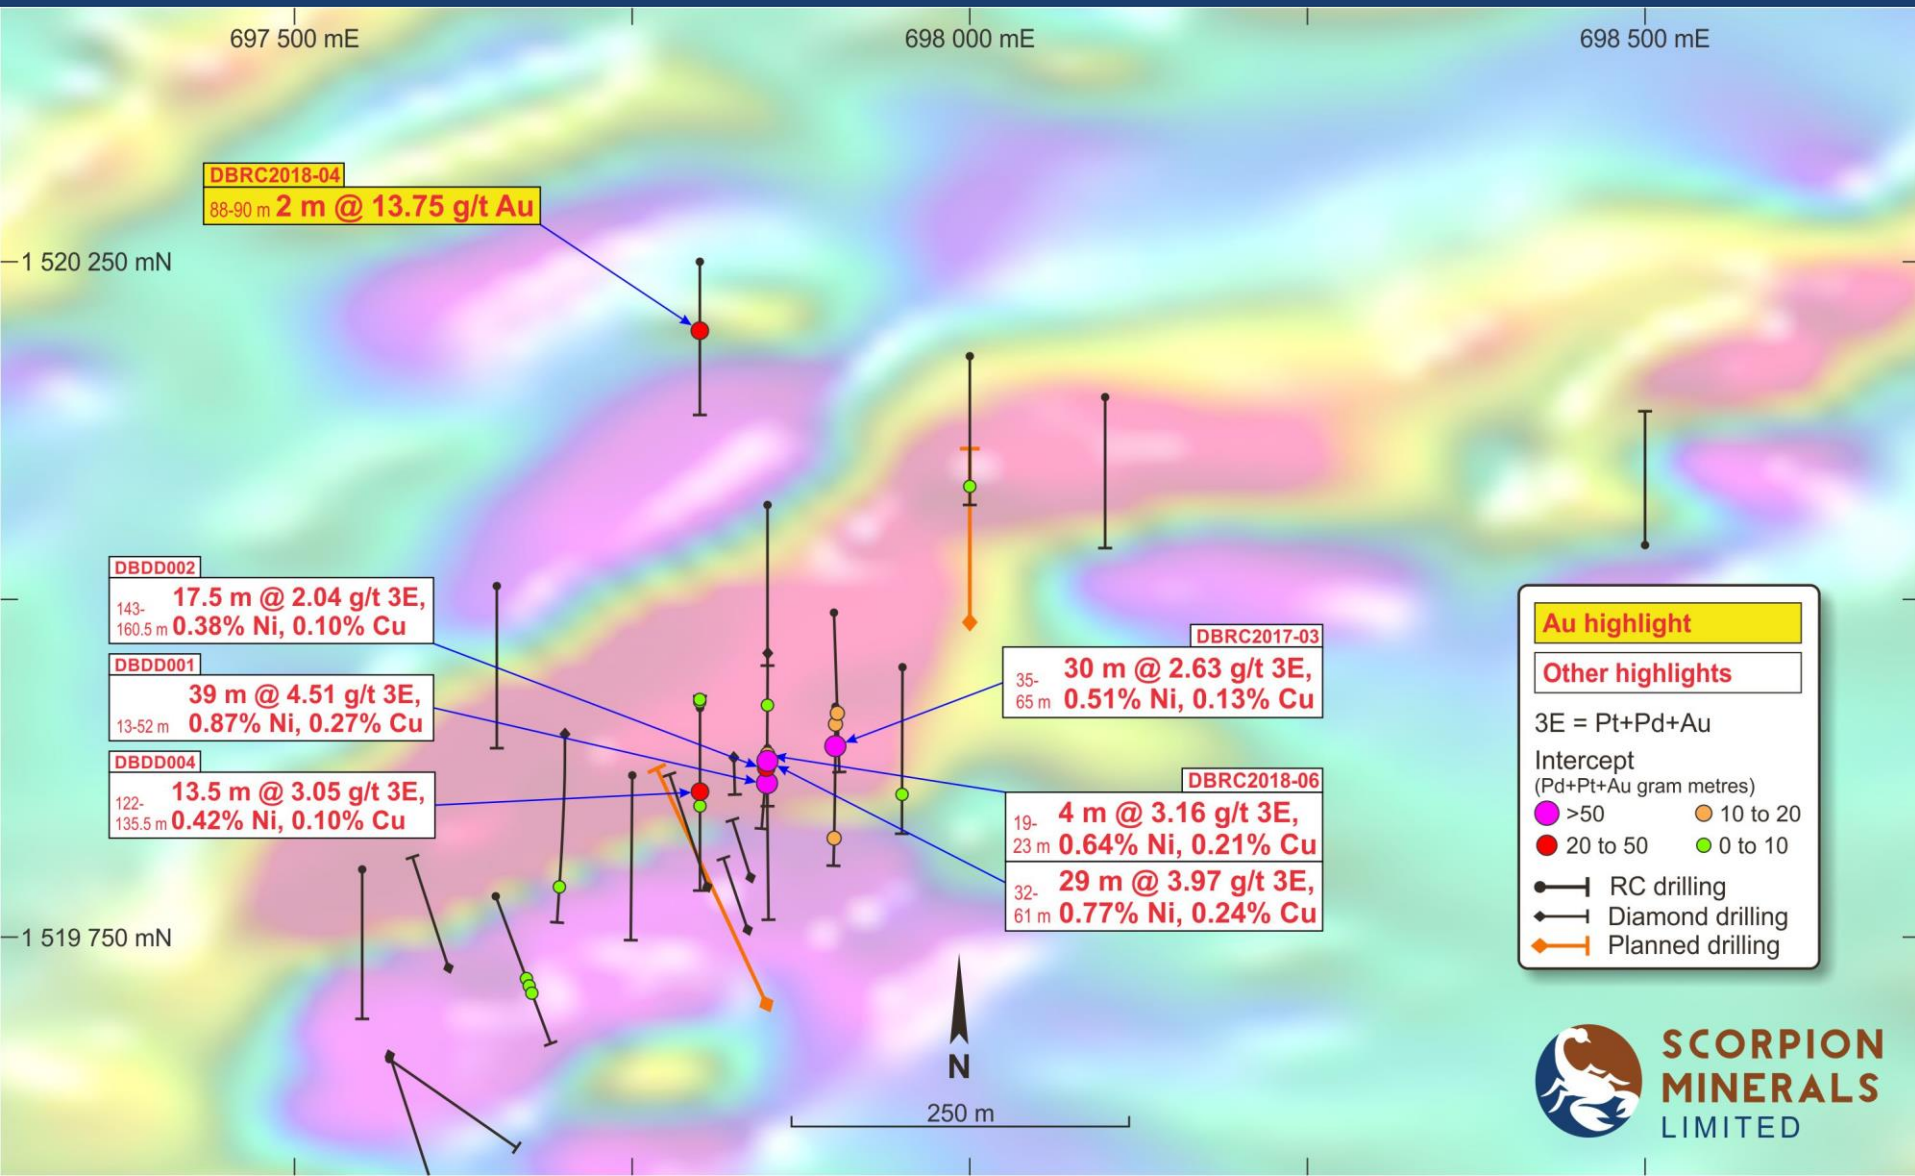 697 500 mE
698 000 mE
698 500 mE
DBRC2018-04
88-90 m 2 m @ 13.75 g/t Au
1 520 250 mN
DBDD002
143-160.5 m 17.5 m @ 2.04 g/t 3E,
0.38% Ni, 0.10% Cu
DBDD001
39 m @ 4.51 g/t 3E,
13-52 m 0.87% Ni, 0.27% Cu
DBDD004
122-135.5 m 13.5 m @ 3.05 g/t 3E,
0.42% Ni, 0.10% Cu
DBRC2017-03
35-65 m 30 m @ 2.63 g/t 3E,
0.51% Ni, 0.13% Cu
DBRC2018-06
19-23 m 4 m @ 3.16 g/t 3E,
0.64% Ni, 0.21% Cu
32-61 m 29 m @ 3.97 g/t 3E,
0.77% Ni, 0.24% Cu
1 519 750 mN
N
250 m
Au highlight
Other highlights
3E = Pt+Pd+Au
Intercept
(Pd+Pt+Au gram metres)
>50
10 to 20
20 to 50
0 to 10
RC drilling
Diamond drilling
Planned drilling
SCORPION
MINERALS
LIMITED